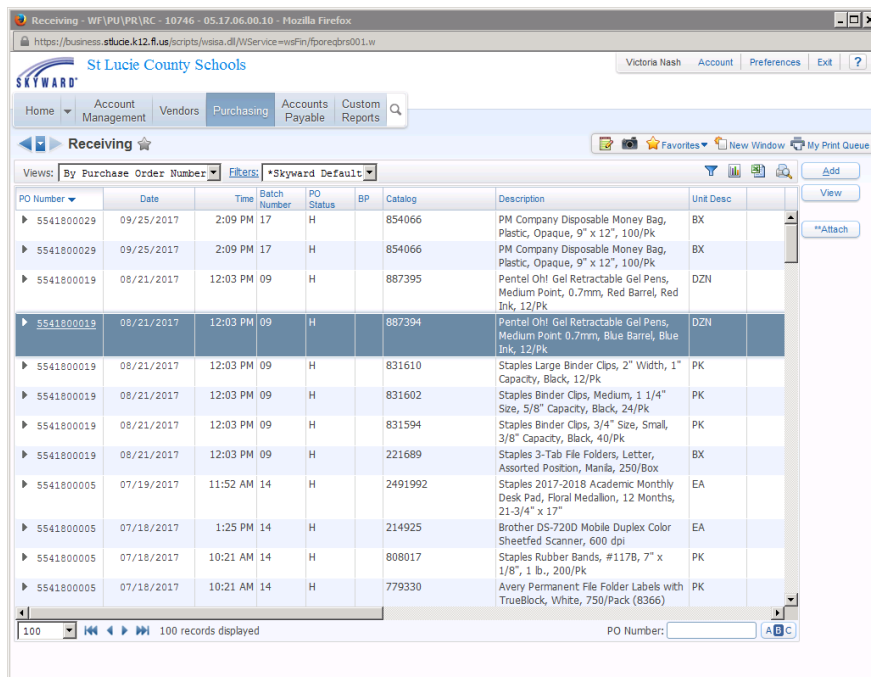 Receiving - WF\PU\PR\RC - 10746 - 05.17.06.00.10 - Mozilla Firefox
https://business.stlucie.k12.fl.us/scripts/wsisa.dll/WService=wsFin/fporeqbrs001.w
SKYWARD®
St Lucie County Schools
Victoria Nash Account Preferences Exit ?
Home Account Management Vendors Purchasing Accounts Payable Custom Reports
Receiving
Favorites New Window My Print Queue
Views: By Purchase Order Number Filters: *Skyward Default
Add
View
**Attach
PO Number Date Time Batch Number PO Status BP Catalog Description Unit Desc
5541800029 09/25/2017 2:09 PM 17 H 854066 PM Company Disposable Money Bag, BX
Plastic, Opaque, 9" x 12", 100/Pk
5541800029 09/25/2017 2:09 PM 17 H 854066 PM Company Disposable Money Bag, BX
Plastic, Opaque, 9" x 12", 100/Pk
5541800019 08/21/2017 12:03 PM 09 H 887395 Pentel Oh! Gel Retractable Gel Pens, DZN
Medium Point, 0.7mm, Red Barrel, Red
Ink, 12/Pk
5541800019 08/21/2017 12:03 PM 09 H 887394 Pentel Oh! Gel Retractable Gel Pens, DZN
Medium Point 0.7mm, Blue Barrel, Blue
Ink, 12/Pk
5541800019 08/21/2017 12:03 PM 09 H 831610 Staples Large Binder Clips, 2" Width, 1" PK
Capacity, Black, 12/Pk
5541800019 08/21/2017 12:03 PM 09 H 831602 Staples Binder Clips, Medium, 1 1/4" PK
Size, 5/8" Capacity, Black, 24/Pk
5541800019 08/21/2017 12:03 PM 09 H 831594 Staples Binder Clips, 3/4" Size, Small, PK
3/8" Capacity, Black, 40/Pk
5541800019 08/21/2017 12:03 PM 09 H 221689 Staples 3-Tab File Folders, Letter, BX
Assorted Position, Manila, 250/Box
5541800005 07/19/2017 11:52 AM 14 H 2491992 Staples 2017-2018 Academic Monthly EA
Desk Pad, Floral Medallion, 12 Months,
21-3/4" x 17"
5541800005 07/18/2017 1:25 PM 14 H 214925 Brother DS-720D Mobile Duplex Color EA
Sheetfed Scanner, 600 dpi
5541800005 07/18/2017 10:21 AM 14 H 808017 Staples Rubber Bands, #117B, 7" x PK
1/8", 1 lb., 200/Pk
5541800005 07/18/2017 10:21 AM 14 H 779330 Avery Permanent File Folder Labels with PK
TrueBlock, White, 750/Pack (8366)
100 100 records displayed PO Number: A B C